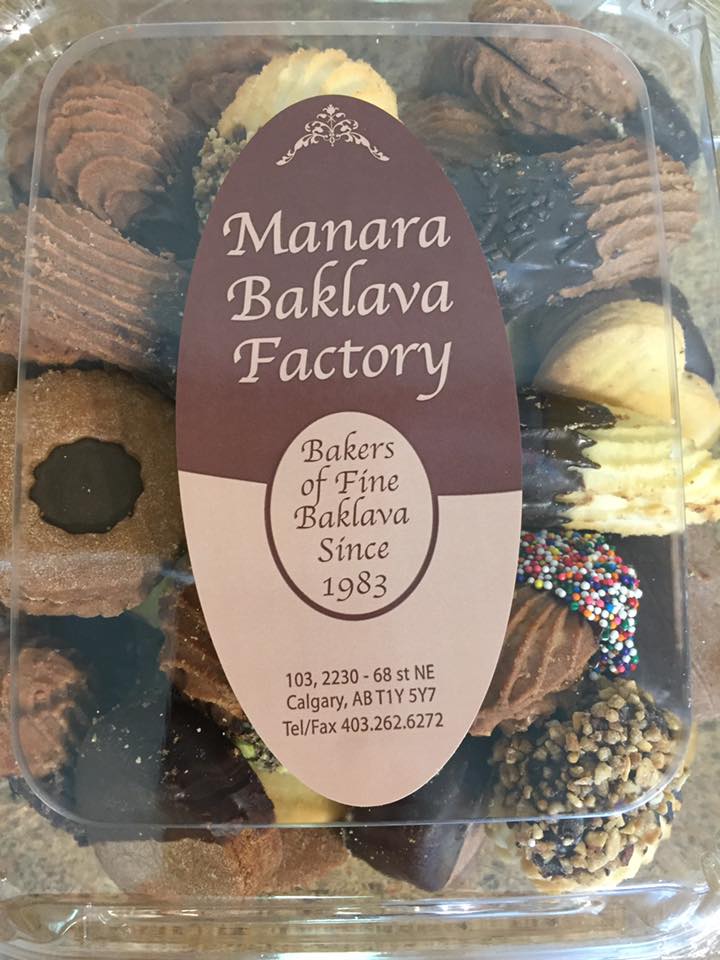 Manara
Baklava
Factory
Bakers
of Fine
Baklava
Since
1983
103, 2230 - 68 st NE
Calgary, AB T1Y 5Y7
Tel/Fax 403.262.6272